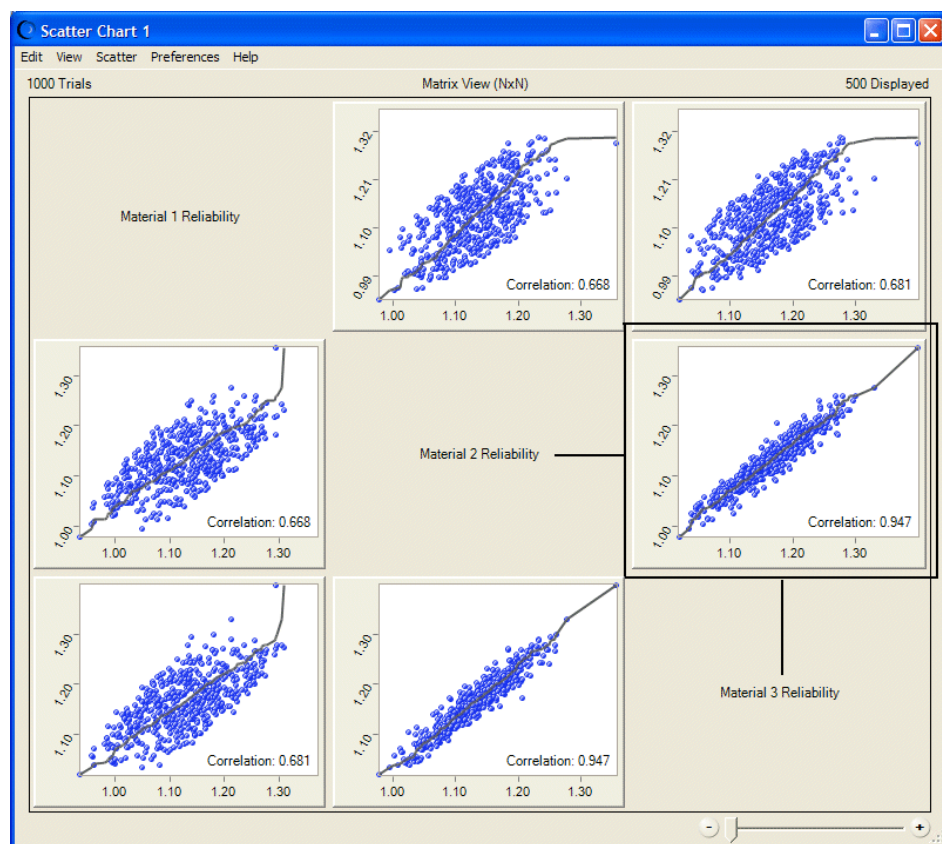 Scatter Chart 1
Edit View Scatter Preferences Help
1000 Trials Matrix View (NxN) 500 Displayed
Material 1 Reliability
1.32
1.21
1.10
0.99
Correlation: 0.668
1.00 1.10 1.20 1.30
1.32
1.21
1.10
0.99
Correlation: 0.681
1.10 1.20 1.30
1.30
1.20
1.10
1.00
Correlation: 0.668
1.00 1.10 1.20 1.30
Material 2 Reliability
1.30
1.20
1.10
1.00
Correlation: 0.947
1.10 1.20 1.30
1.30
1.20
1.10
Correlation: 0.681
1.00 1.10 1.20 1.30
1.30
1.20
1.10
Correlation: 0.947
1.00 1.10 1.20 1.30
Material 3 Reliability